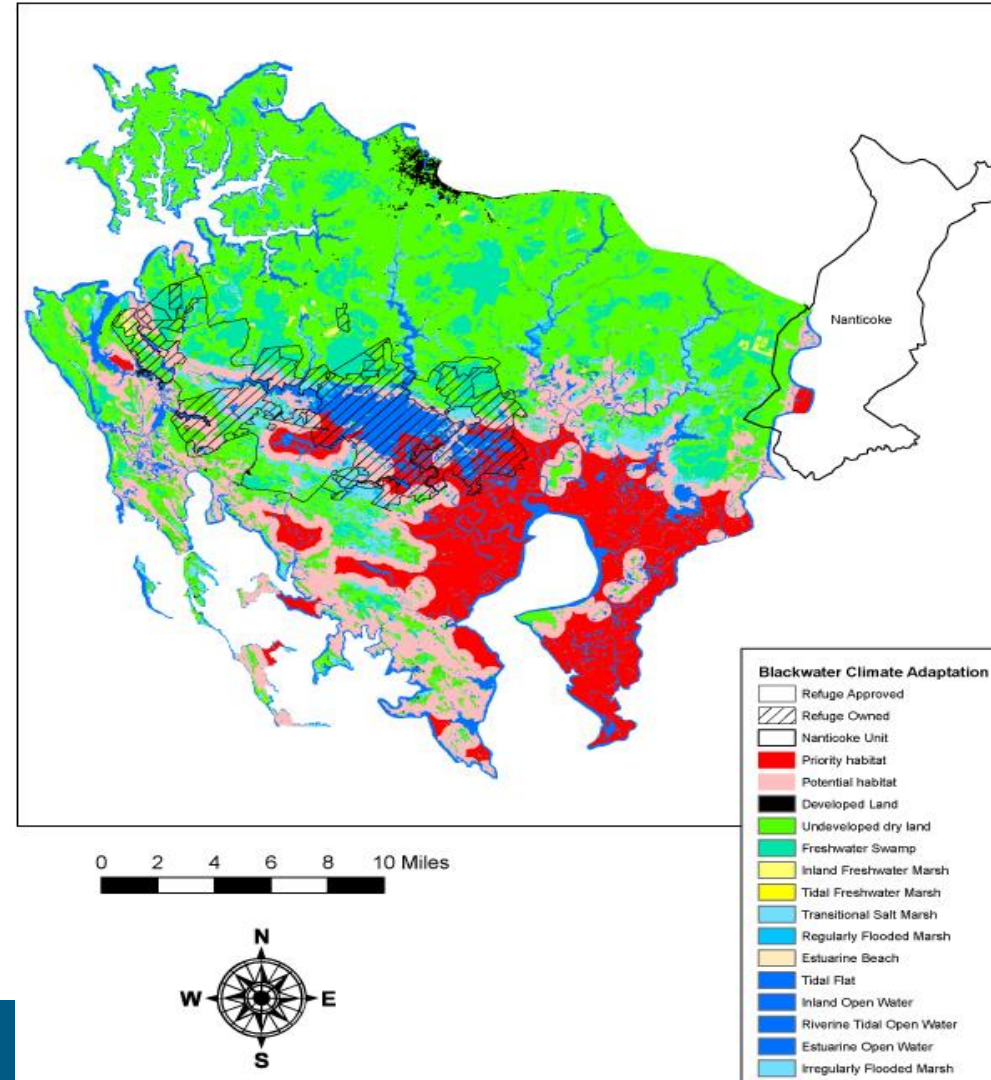 Nanticoke
Blackwater Climate Adaptation
Refuge Approved
Refuge Owned
Nanticoke Unit
Priority habitat
Potential habitat
Developed Land
Undeveloped dry land
Freshwater Swamp
Inland Freshwater Marsh
Tidal Freshwater Marsh
Transitional Salt Marsh
Regularly Flooded Marsh
Estuarine Beach
Tidal Flat
Inland Open Water
Riverine Tidal Open Water
Estuarine Open Water
Irregularly Flooded Marsh
0 2 4 6 8 10 Miles
N
W E
S